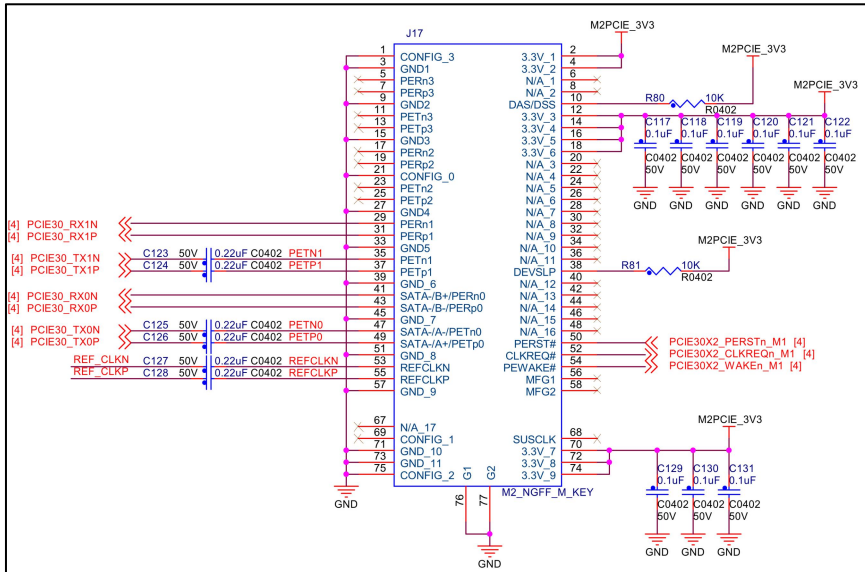 M2PCIE_3V3
J17
1 CONFIG_3 3.3V_1 2
3 GND1 3.3V_2 4
5 PERn3 N/A_1 6
7 PERp3 N/A_2 8
9 GND2 DAS/DSS 10
11 PETn3 3.3V_3 12
13 PETp3 3.3V_4 14
15 GND3 3.3V_5 16
17 PERn2 3.3V_6 18
19 PERp2 N/A_3 20
21 CONFIG_0 N/A_4 22
23 PETn2 N/A_5 24
25 PETp2 N/A_6 26
27 GND4 N/A_7 28
29 PERn1 N/A_8 30
31 PERp1 N/A_9 32
33 GND5 N/A_10 34
35 PETn1 N/A_11 36
37 PETp1 DEVSLP 38
39 GND_6 N/A_12 40
41 SATA-/B+/PERn0 N/A_13 42
43 SATA-/B-/PERp0 N/A_14 44
45 GND_7 N/A_15 46
47 SATA-/A-/PETn0 N/A_16 48
49 SATA-/A+/PETp0 PERST# 50
51 GND_8 CLKREQ# 52
53 REFCLKN PEWAKE# 54
55 REFCLKP MFG1 56
57 GND_9 MFG2 58
67 N/A_17
69 CONFIG_1 SUSCLK 68
71 GND_10 3.3V_7 70
73 GND_11 3.3V_8 72
75 CONFIG_2 3.3V_9 74
G1 G2
76 77
M2_NGFF_M_KEY
GND
GND
[4] PCIE30_RX1N
[4] PCIE30_RX1P
[4] PCIE30_TX1N C123 50V 0.22uF C0402 PETN1
[4] PCIE30_TX1P C124 50V 0.22uF C0402 PETP1
[4] PCIE30_RX0N
[4] PCIE30_RX0P
[4] PCIE30_TX0N C125 50V 0.22uF C0402 PETN0
[4] PCIE30_TX0P C126 50V 0.22uF C0402 PETP0
REF_CLKN C127 50V 0.22uF C0402 REFCLKN
REF_CLKP C128 50V 0.22uF C0402 REFCLKP
M2PCIE_3V3
R80 10K
R0402
M2PCIE_3V3
C117 C118 C119 C120 C121 C122
0.1uF 0.1uF 0.1uF 0.1uF 0.1uF 0.1uF
C0402 C0402 C0402 C0402 C0402 C0402
50V 50V 50V 50V 50V 50V
GND GND GND GND GND GND
M2PCIE_3V3
R81 10K
R0402
PCIE30X2_PERSTn_M1 [4]
PCIE30X2_CLKREQn_M1 [4]
PCIE30X2_WAKEn_M1 [4]
M2PCIE_3V3
C129 C130 C131
0.1uF 0.1uF 0.1uF
C0402 C0402 C0402
50V 50V 50V
GND GND GND